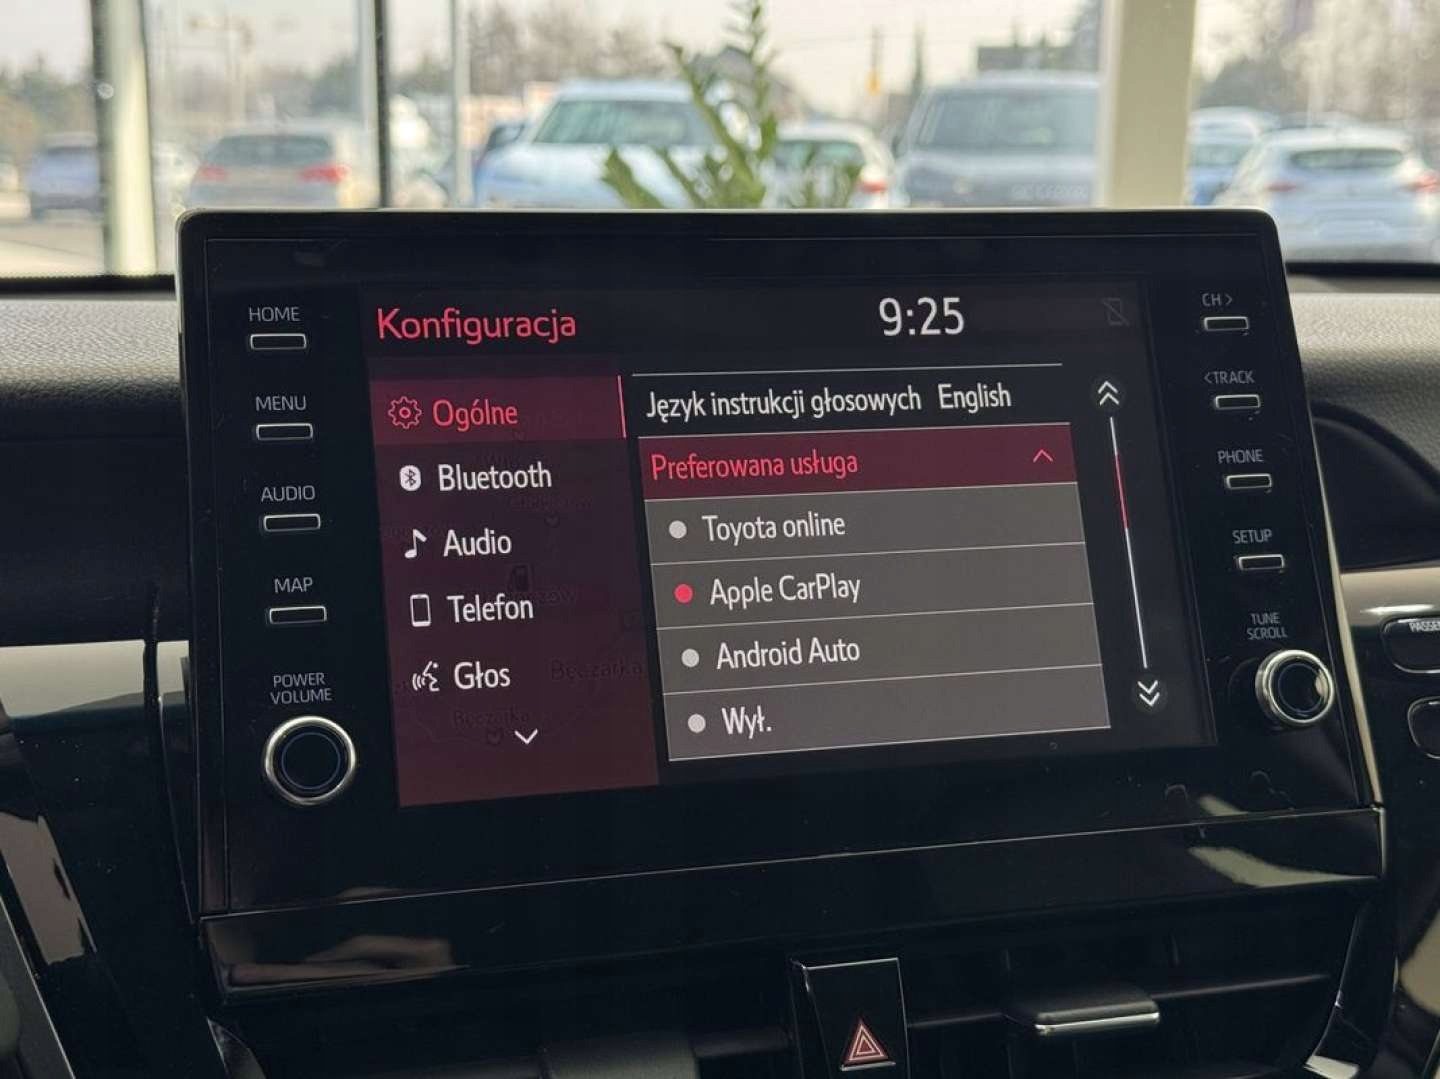 HOME
MENU
AUDIO
MAP
POWER
VOLUME
Konfiguracja
9:25
Ogólne
Bluetooth
Audio
Telefon
Głos
Język instrukcji głosowych English
Preferowana usługa
Toyota online
Apple CarPlay
Android Auto
Wył.
CH >
< TRACK
PHONE
SETUP
TUNE
SCROLL